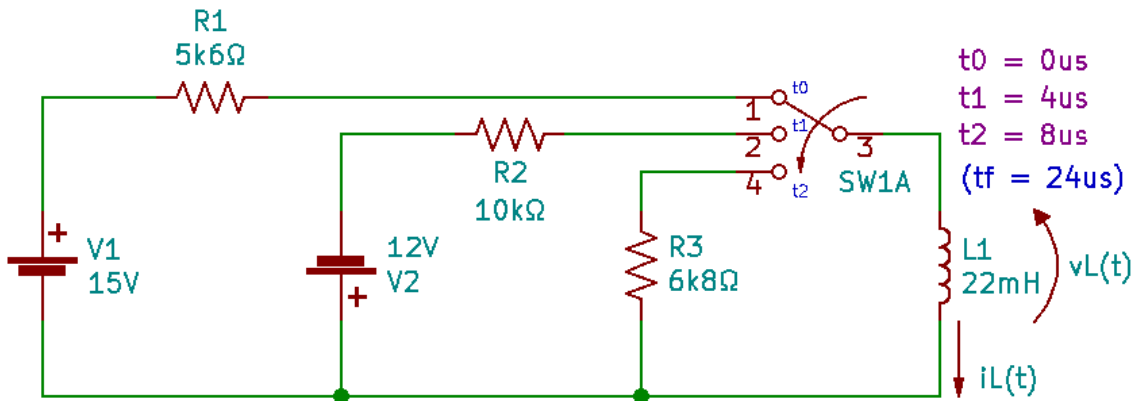 R1
5k6Ω
t0 = 0us
t1 = 4us
t2 = 8us
(tf = 24us)
t0
1
t1
2
3
4
t2
SW1A
R2
10kΩ
+
V1
15V
12V
V2
+
R3
6k8Ω
L1
22mH
vL(t)
iL(t)